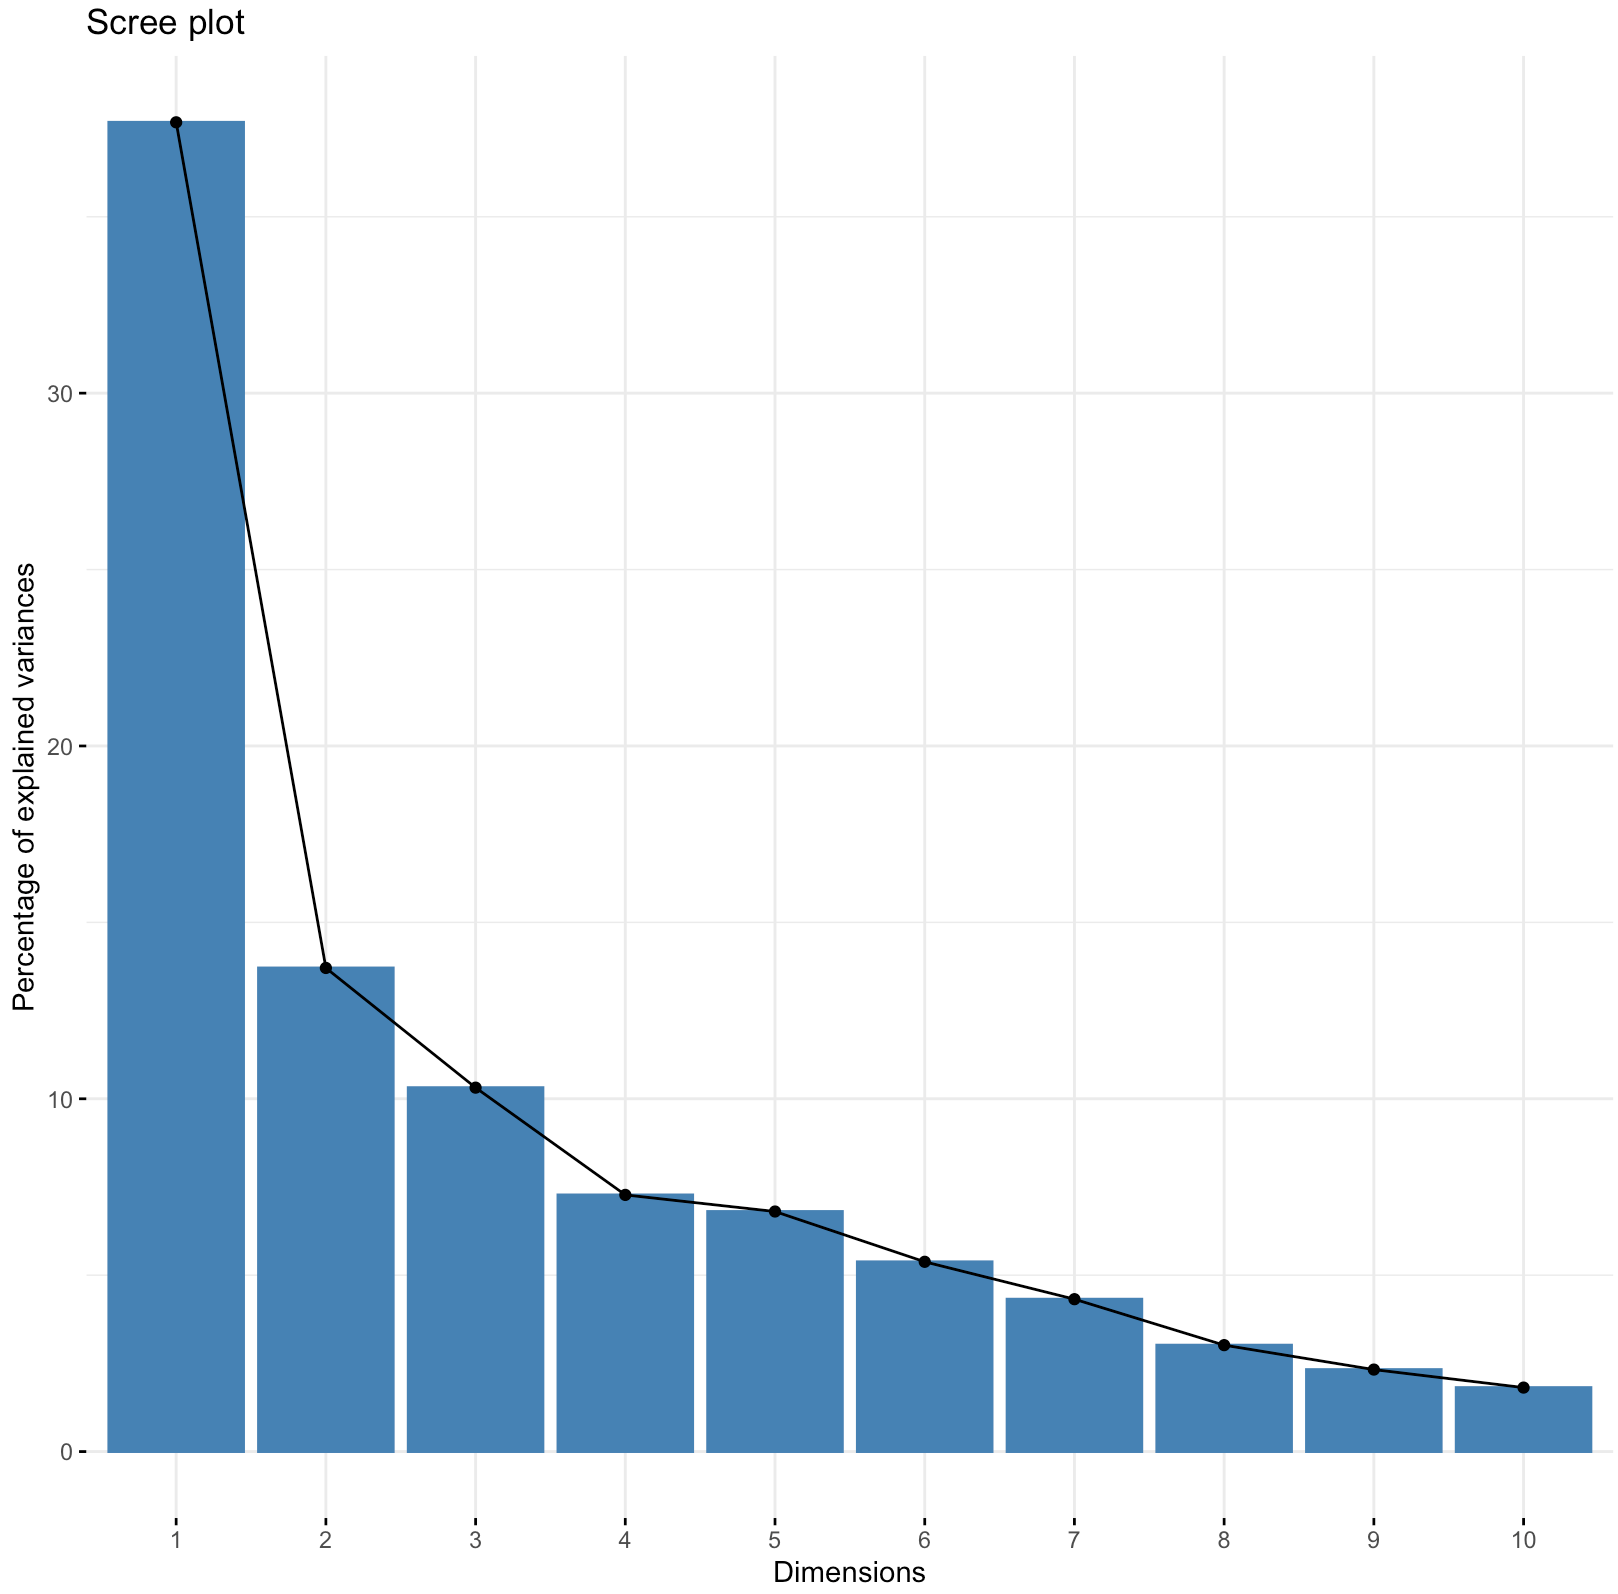 Scree plot
Percentage of explained variances
30
20
10
0
1 2 3 4 5 6 7 8 9 10
Dimensions